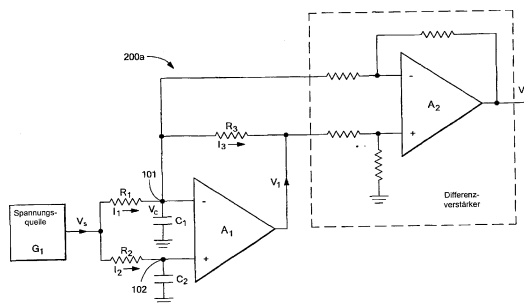 200a
A2
-
+
V
R3
I3
101
V1
R1
I1
Vc
C1
-
+
A1
Differenz-
verstärker
Spannungs-
quelle
G1
Vs
R2
I2
102
C2